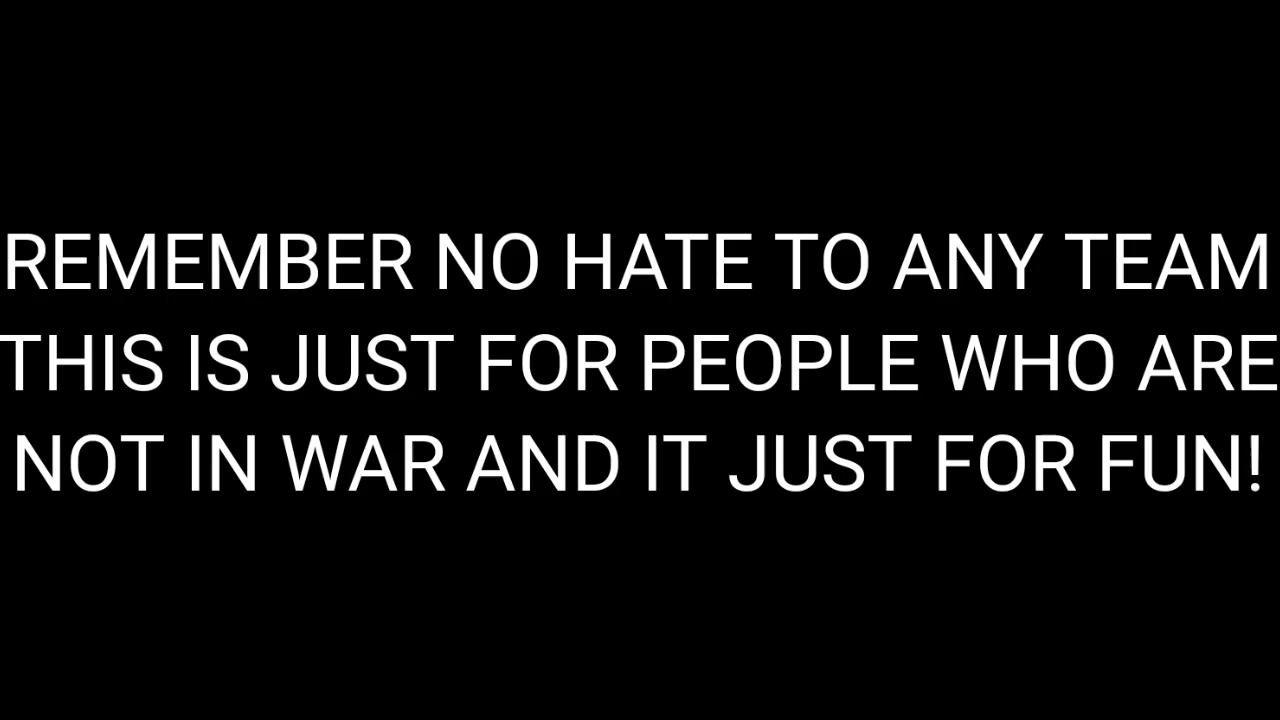 REMEMBER NO HATE TO ANY TEAM
THIS IS JUST FOR PEOPLE WHO ARE
NOT IN WAR AND IT JUST FOR FUN!